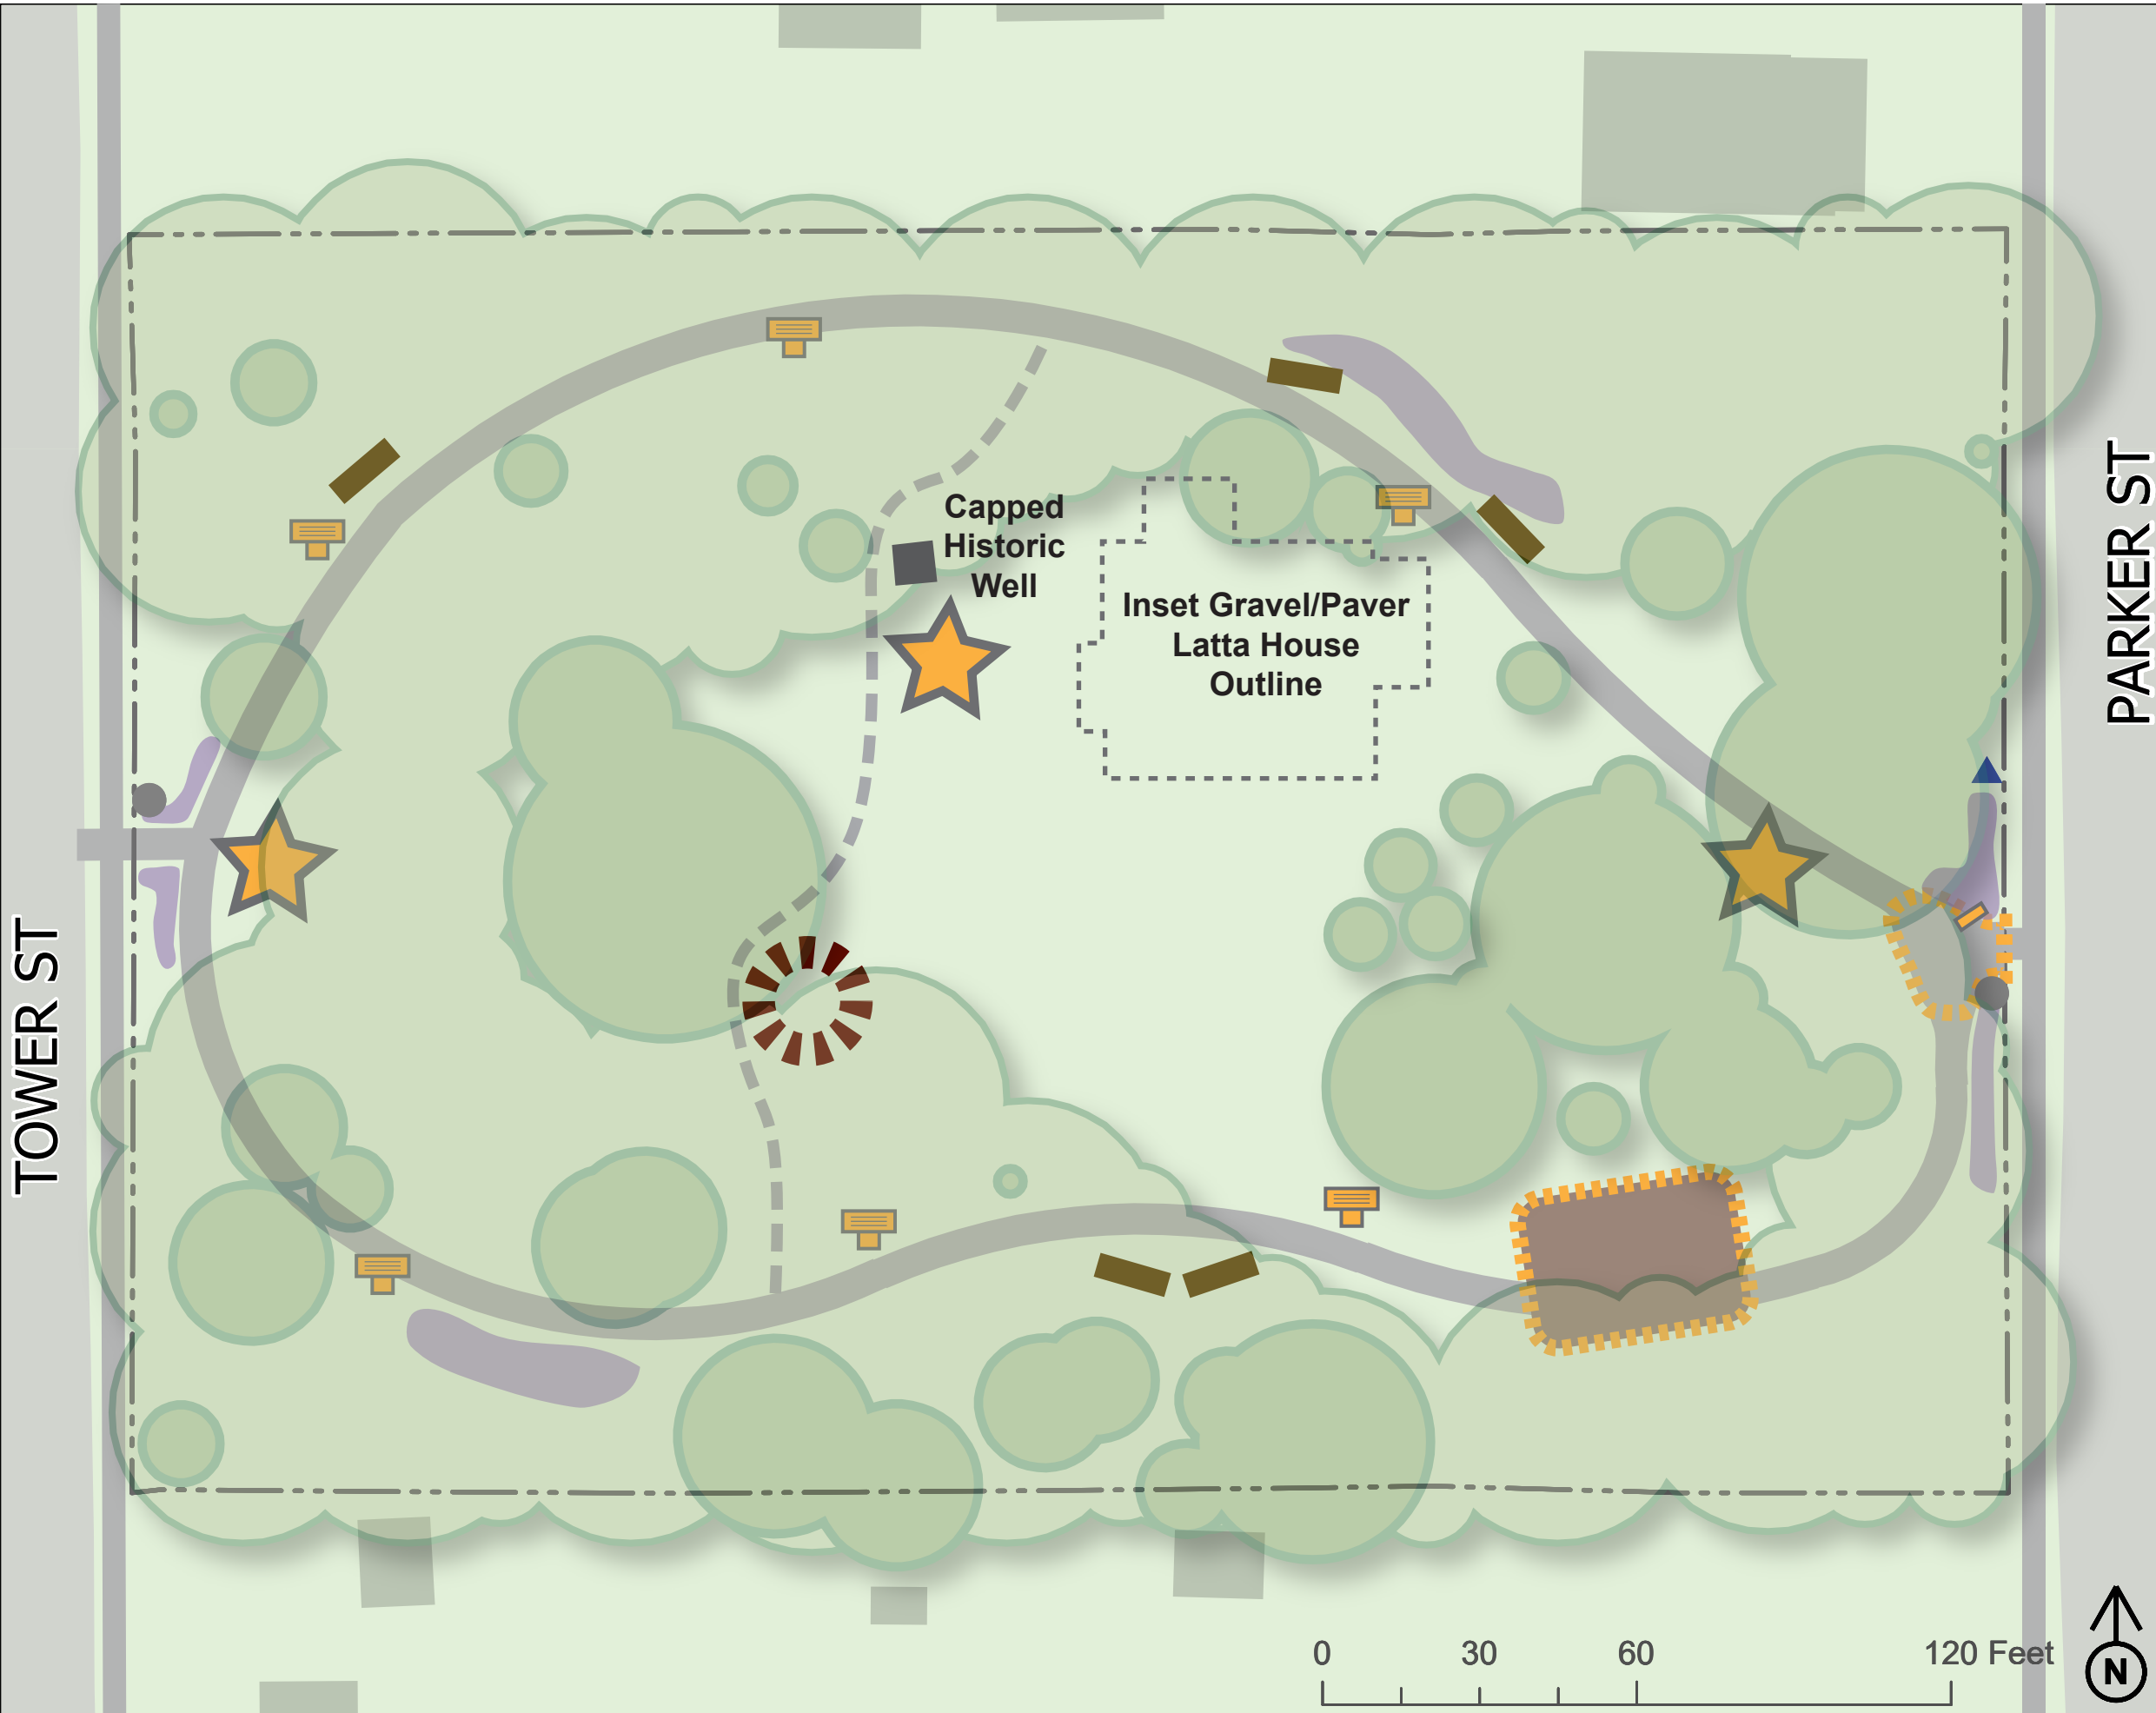 Capped
Historic
Well
Inset Gravel/Paver
Latta House
Outline
TOWER ST
PARKER ST
0 30 60 120 Feet
N